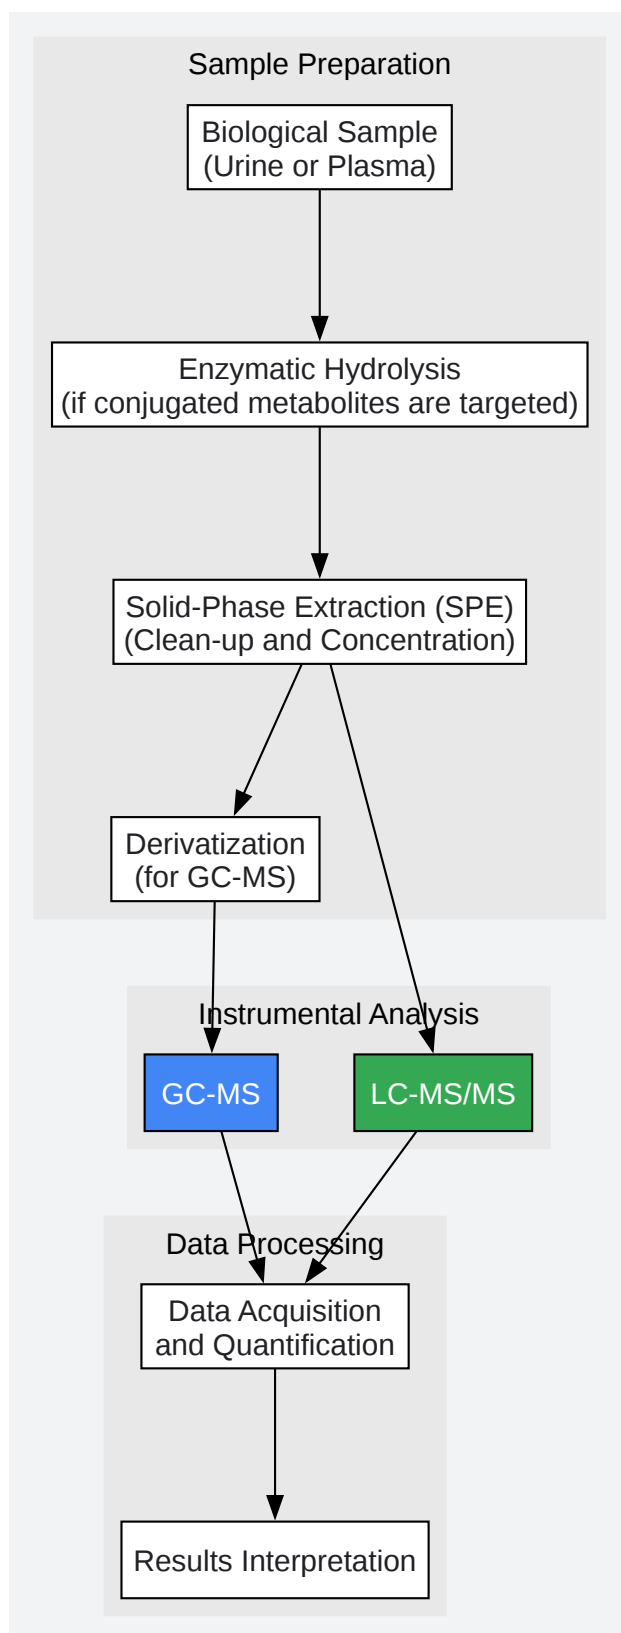 Sample Preparation
Biological Sample
(Urine or Plasma)
Enzymatic Hydrolysis
(if conjugated metabolites are targeted)
Solid-Phase Extraction (SPE)
(Clean-up and Concentration)
Derivatization
(for GC-MS)
Instrumental Analysis
GC-MS
LC-MS/MS
Data Processing
Data Acquisition
and Quantification
Results Interpretation